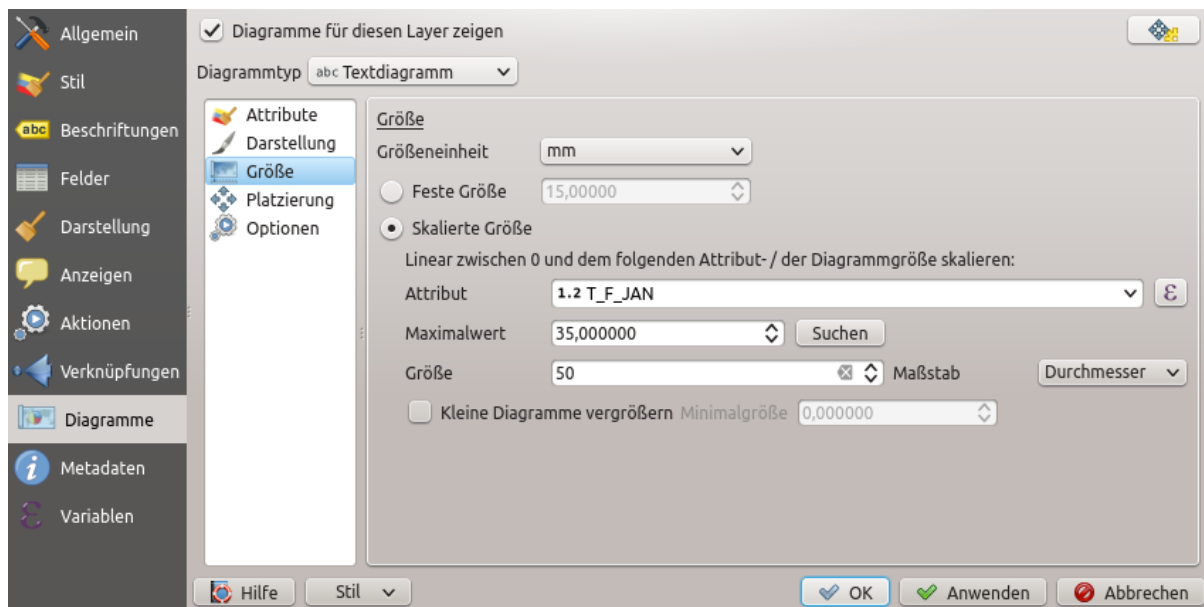 Allgemein
Stil
abc Beschriftungen
Felder
Darstellung
Anzeigen
Aktionen
Verknüpfungen
Diagramme
Metadaten
Variablen
Diagramme für diesen Layer zeigen
Diagrammtyp abc Textdiagramm
Attribute
Darstellung
Größe
Platzierung
Optionen
Größe
Größeneinheit mm
Feste Größe 15,00000
Skalierte Größe
Linear zwischen 0 und dem folgenden Attribut- / der Diagrammgröße skalieren:
Attribut 1.2 T_F_JAN ε
Maximalwert 35,000000 Suchen
Größe 50 Maßstab Durchmesser
Kleine Diagramme vergrößern Minimalgröße 0,000000
Hilfe Stil OK Anwenden Abbrechen